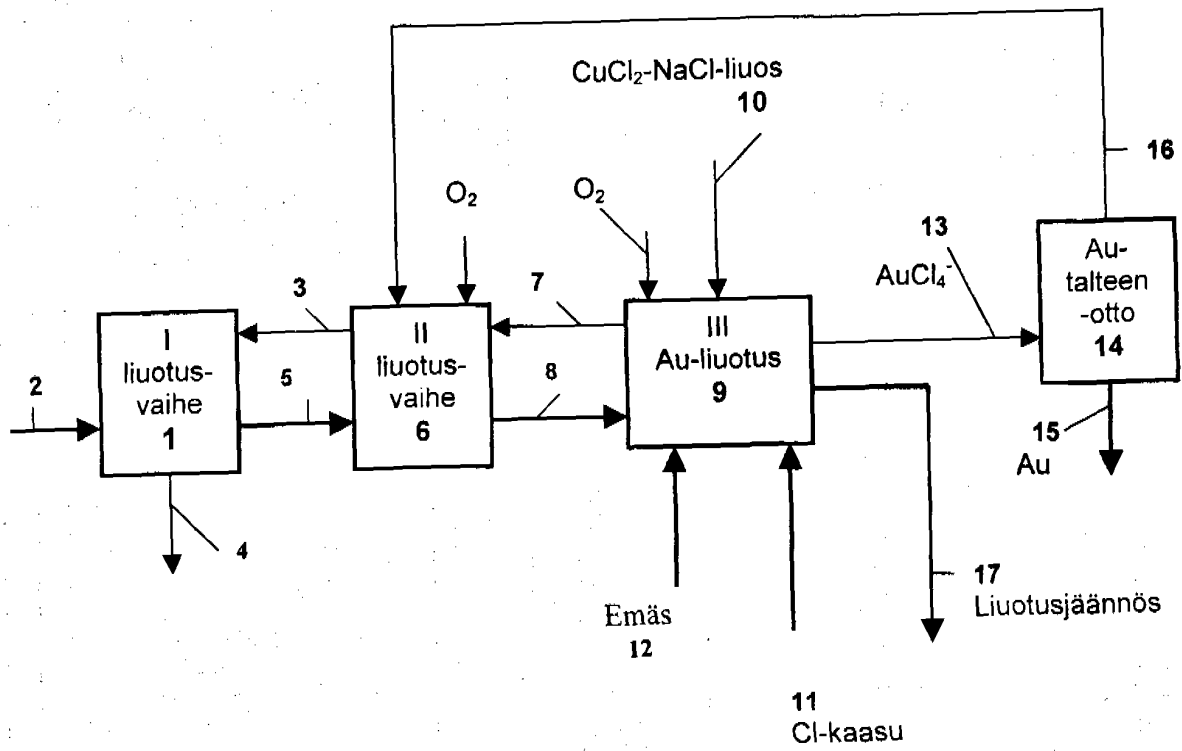 CuCl₂-NaCl-liuos
10
16
O₂
O₂
13
AuCl₄⁻
Au-
talteen
-otto
14
3
7
I
liuotus-
vaihe
1
II
liuotus-
vaihe
6
III
Au-liuotus
9
2
5
8
15
Au
4
17
Liuotusjäännös
Emäs
12
11
Cl-kaasu